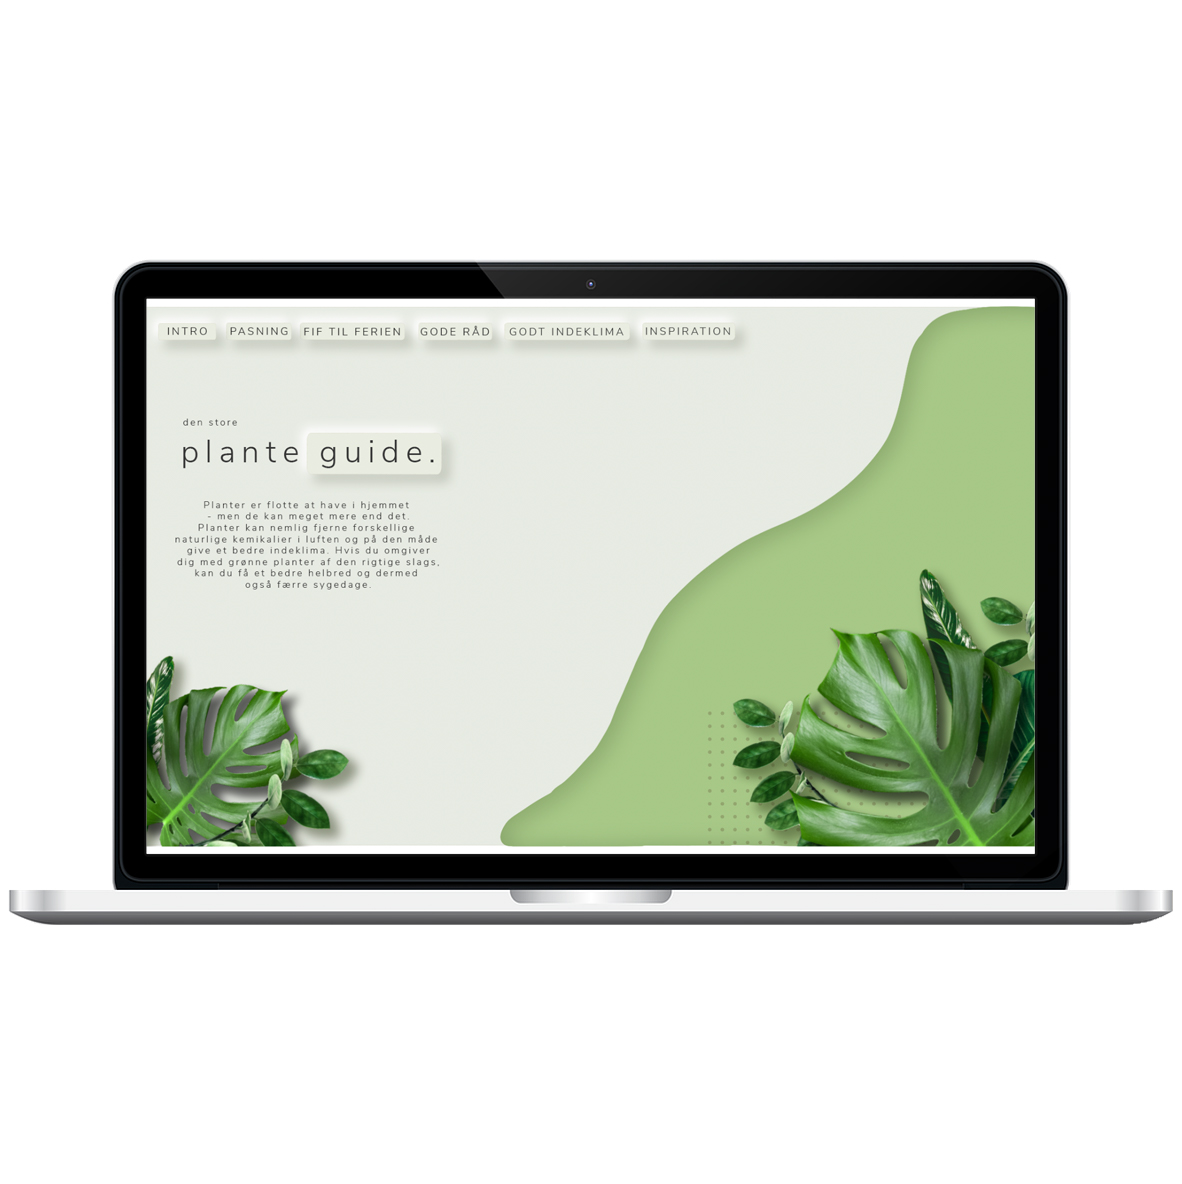 INTRO PASNING FIF TIL FERIEN GODE RÅD GODT INDEKLIMA INSPIRATION
den store
plante guide.
Planter er flotte at have i hjemmet
- men de kan meget mere end det.
Planter kan nemlig fjerne forskellige
naturlige kemikalier i luften og på den måde
give et bedre indeklima. Hvis du omgiver
dig med grønne planter af den rigtige slags,
kan du få et bedre helbred og dermed
også færre sygedage.